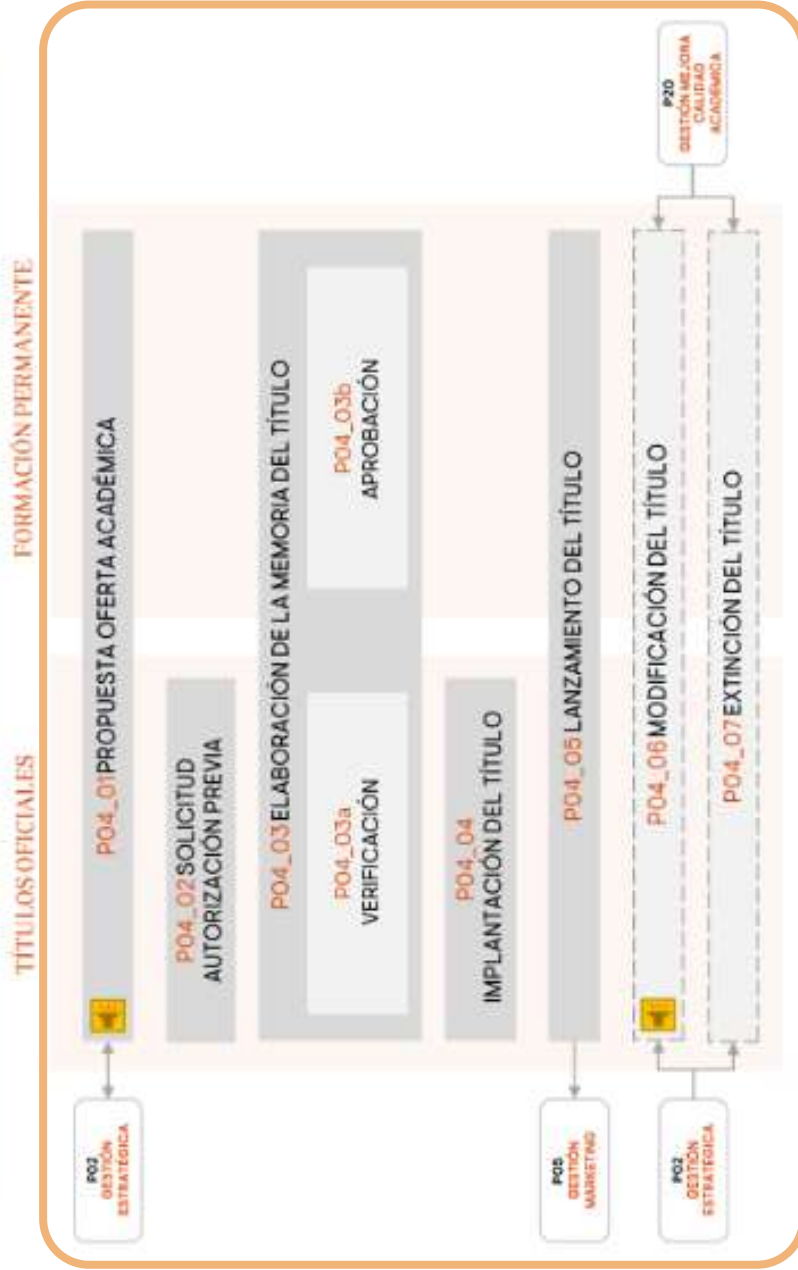 TÍTULOS OFICIALES
FORMACIÓN PERMANENTE
P02
GESTIÓN
ESTRATÉGICA
P04_01 PROPUESTA OFERTA ACADÉMICA
P04_02 SOLICITUD
AUTORIZACIÓN PREVIA
P04_03 ELABORACIÓN DE LA MEMORIA DEL TÍTULO
P04_03a
VERIFICACIÓN
P04_03b
APROBACIÓN
P04_04
IMPLANTACIÓN DEL TÍTULO
P05
GESTIÓN
MARKETING
P04_05 LANZAMIENTO DEL TÍTULO
P02
GESTIÓN
ESTRATÉGICA
P04_06 MODIFICACIÓN DEL TÍTULO
P04_07 EXTINCIÓN DEL TÍTULO
P20
GESTIÓN MEJORA
CALIDAD
ACADÉMICA